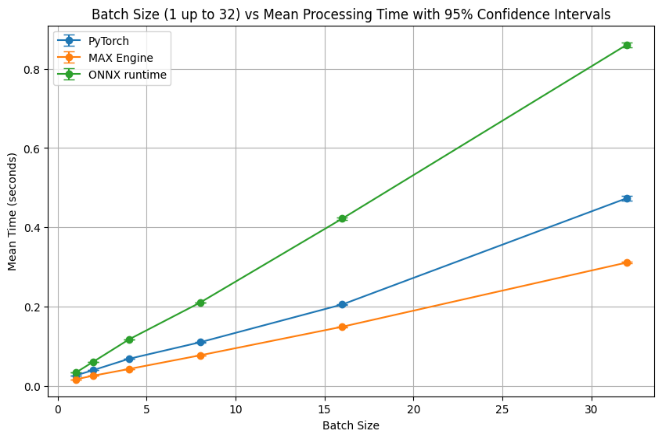 Batch Size (1 up to 32) vs Mean Processing Time with 95% Confidence Intervals
PyTorch
MAX Engine
ONNX runtime
Mean Time (seconds)
0.8
0.6
0.4
0.2
0.0
0 5 10 15 20 25 30
Batch Size